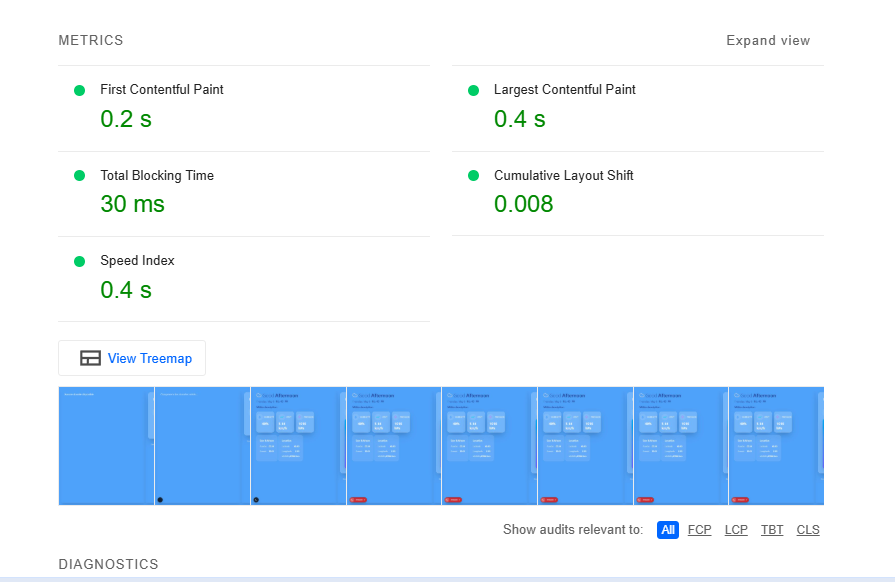 METRICS
Expand view
First Contentful Paint
0.2 s
Largest Contentful Paint
0.4 s
Total Blocking Time
30 ms
Cumulative Layout Shift
0.008
Speed Index
0.4 s
View Treemap
Show audits relevant to: All FCP LCP TBT CLS
DIAGNOSTICS